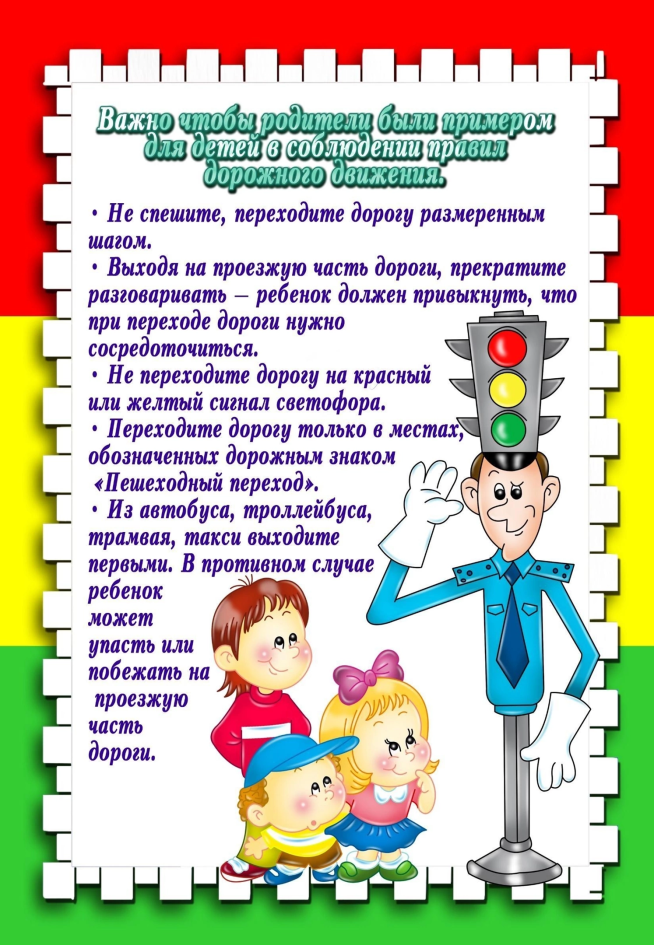 Важно чтобы родители были примером
для детей в соблюдении правил
дорожного движения.
• Не спешите, переходите дорогу размеренным
шагом.
• Выходя на проезжую часть дороги, прекратите
разговаривать — ребенок должен привыкнуть, что
при переходе дороги нужно
сосредоточиться.
• Не переходите дорогу на красный
или желтый сигнал светофора.
• Переходите дорогу только в местах,
обозначенных дорожным знаком
«Пешеходный переход».
• Из автобуса, троллейбуса,
трамвая, такси выходите
первыми. В противном случае
ребенок
может
упасть или
побежать на
проезжую
часть
дороги.